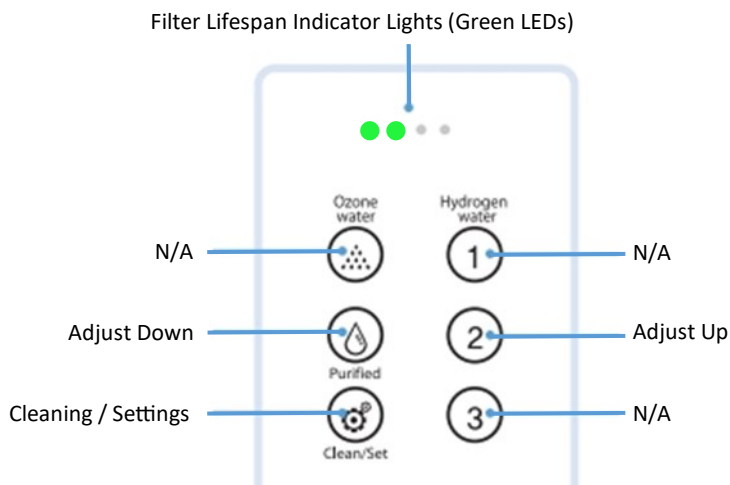 Filter Lifespan Indicator Lights (Green LEDs)
Ozone
water
Hydrogen
water
N/A
1
N/A
Adjust Down
2
Adjust Up
Purified
Cleaning / Settings
3
N/A
Clean/Set